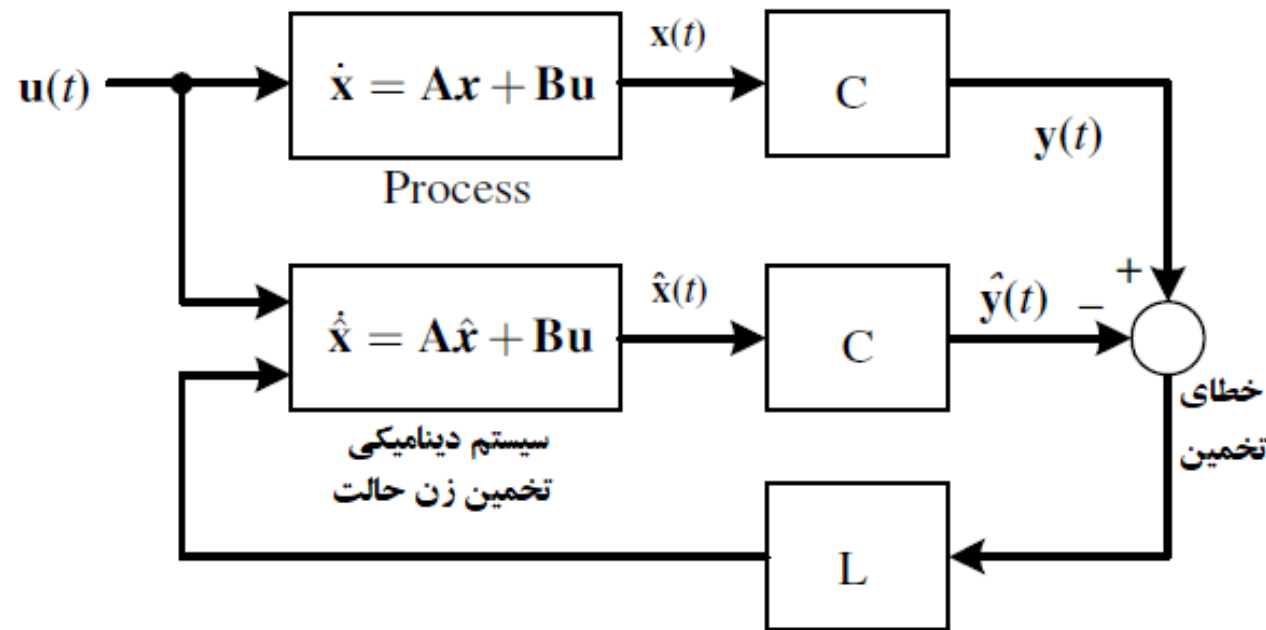 u(t)
ẋ = Ax + Bu
Process
x(t)
C
y(t)
+
x̂̇ = Ax̂ + Bu
سیستم دینامیکی
تخمین زن حالت
x̂(t)
C
ŷ(t)
−
خطای
تخمین
L